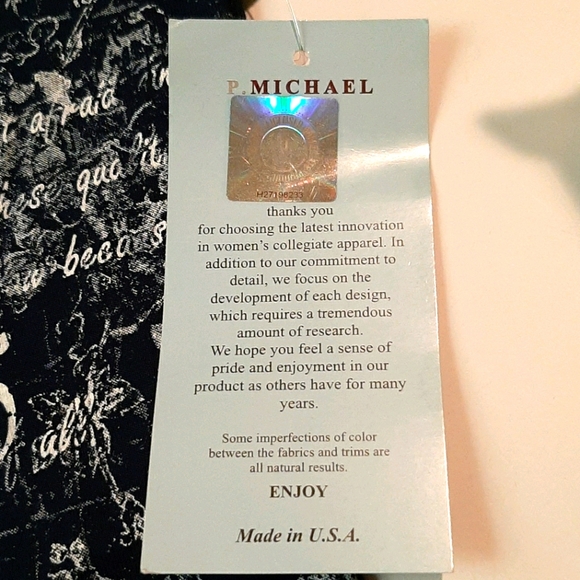 P.MICHAEL
H27196233
thanks you
for choosing the latest innovation
in women's collegiate apparel. In
addition to our commitment to
detail, we focus on the
development of each design,
which requires a tremendous
amount of research.
We hope you feel a sense of
pride and enjoyment in our
product as others have for many
years.
Some imperfections of color
between the fabrics and trims are
all natural results.
ENJOY
Made in U.S.A.
afraid
it